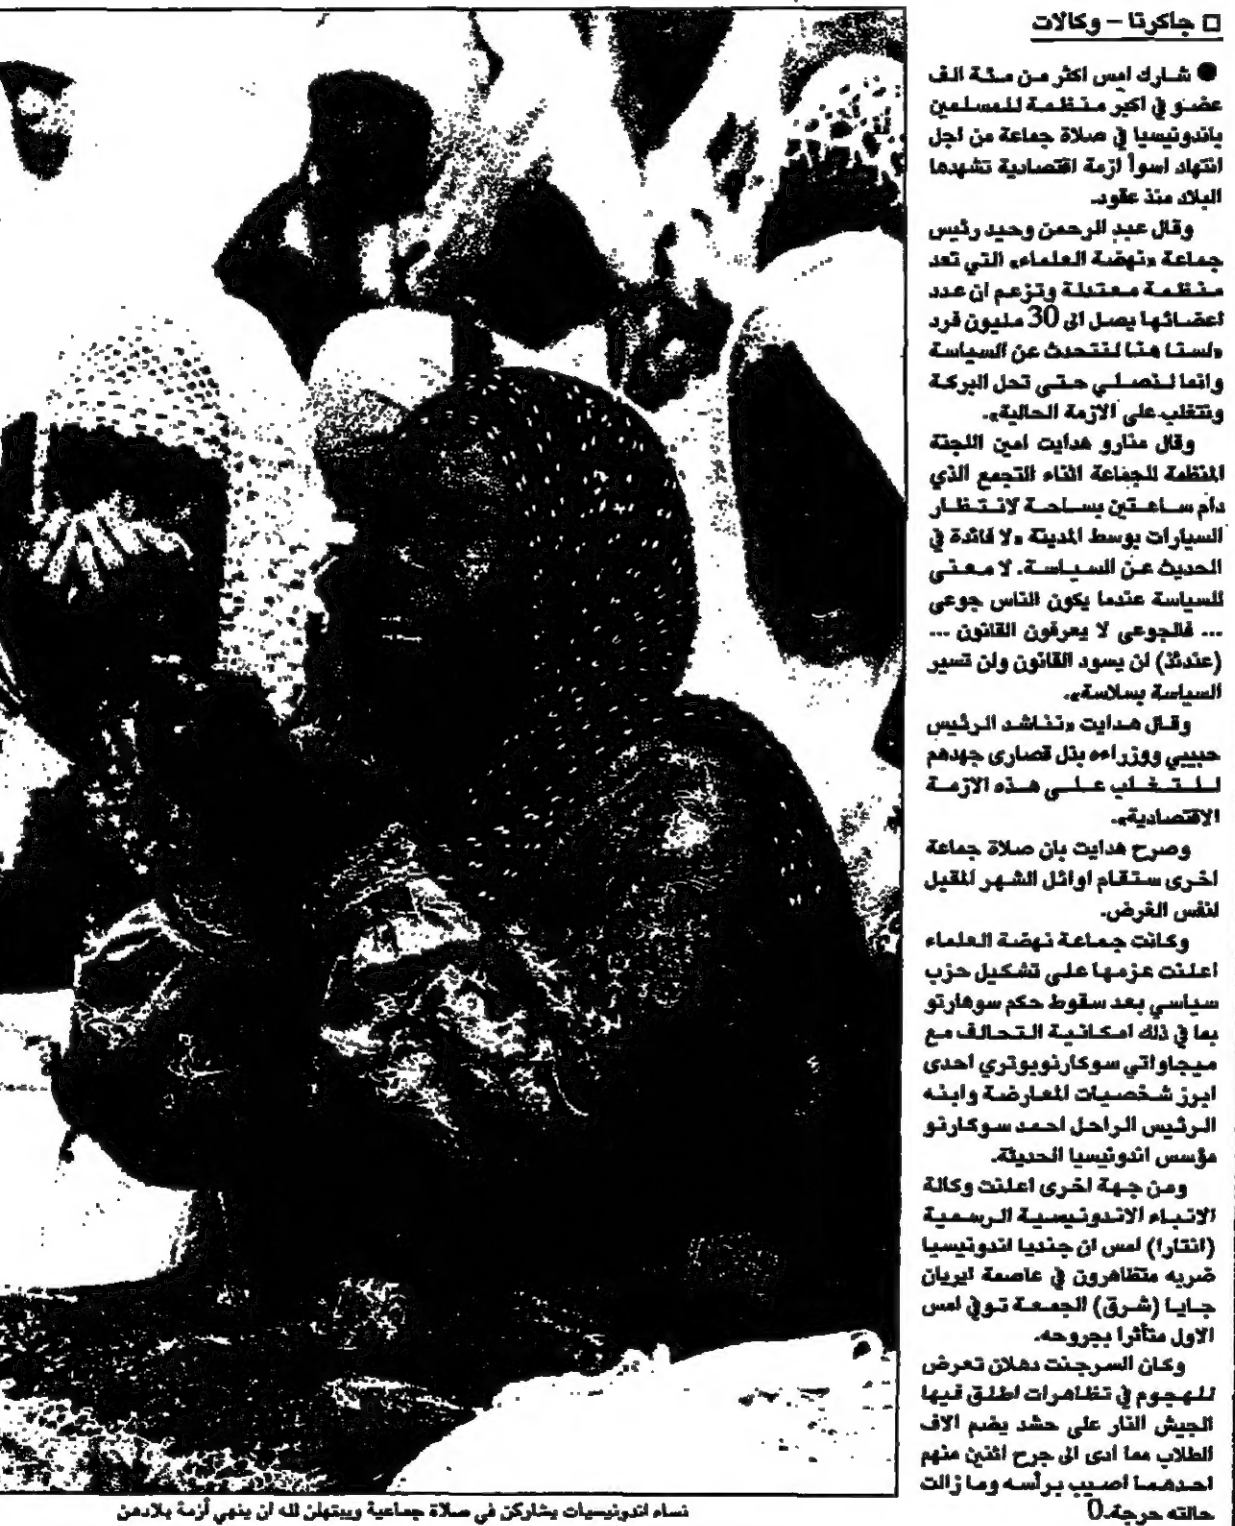 □ جاكرتا – وكالات
● شارك امس اكثر من مئة الف
عضو في اكبر منظمة للمسلمين
باندونيسيا في صلاة جماعة من اجل
انتهاء اسوأ ازمة اقتصادية تشهدها
البلاد منذ عقود.
وقال عبد الرحمن وحيد رئيس
جماعة «نهضة العلماء» التي تعد
منظمة معتدلة وتزعم ان عدد
اعضائها يصل الى 30 مليون فرد
«لسنا هنا لنتحدث عن السياسة
وانما لنصلي حتى تحل البركة
ونتغلب على الازمة الحالية».
وقال منارو هدايت امين اللجنة
المنظمة للجماعة اثناء التجمع الذي
دام ساعتين بساحة لانتظار
السيارات بوسط المدينة «لا فائدة في
الحديث عن السياسة. لا معنى
للسياسة عندما يكون الناس جوعى
... فالجوعى لا يعرفون القانون ...
(عندئذ) لن يسود القانون ولن تسير
السياسة بسلاسة».
وقال هدايت «نناشد الرئيس
حبيبي ووزراءه بذل قصارى جهدهم
للتغلب على هذه الازمة
الاقتصادية».
وصرح هدايت بان صلاة جماعة
اخرى ستقام اوائل الشهر المقبل
لنفس الغرض.
وكانت جماعة نهضة العلماء
اعلنت عزمها على تشكيل حزب
سياسي بعد سقوط حكم سوهارتو
بما في ذلك امكانية التحالف مع
ميجاواتي سوكارنوبوتري احدى
ابرز شخصيات المعارضة وابنه
الرئيس الراحل احمد سوكارنو
مؤسس اندونيسيا الحديثة.
ومن جهة اخرى اعلنت وكالة
الانباء الاندونيسية الرسمية
(انتارا) امس ان جنديا اندونيسيا
ضربه متظاهرون في عاصمة ايريان
جايا (شرق) الجمعة توفي امس
الاول متأثرا بجروحه.
وكان السرجنت دهلان تعرض
للهجوم في تظاهرات اطلق فيها
الجيش النار على حشد يضم الاف
الطلاب مما ادى الى جرح اثنين منهم
احدهما اصيب برأسه وما زالت
حالته حرجة.0
نساء اندونيسيات يشاركن في صلاة جماعية ويبتهلن لله ان ينهي أزمة بلادهن